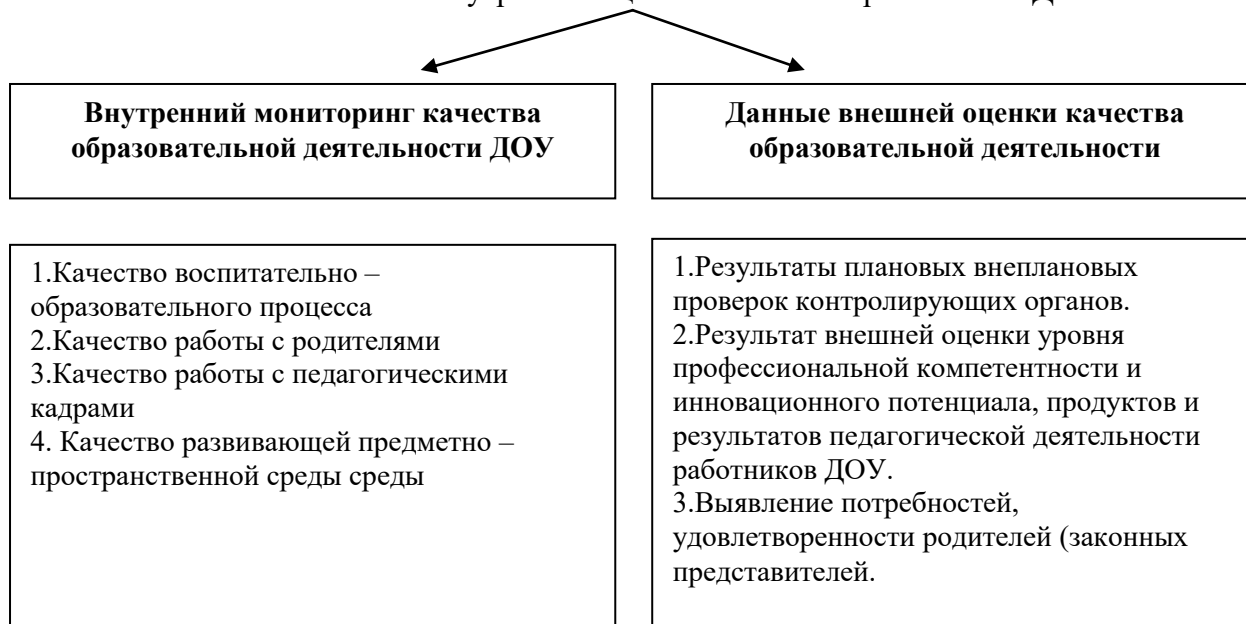 Внутренний мониторинг качества
образовательной деятельности ДОУ
Данные внешней оценки качества
образовательной деятельности
1.Качество воспитательно –
образовательного процесса
2.Качество работы с родителями
3.Качество работы с педагогическими
кадрами
4. Качество развивающей предметно –
пространственной среды среды
1.Результаты плановых внеплановых
проверок контролирующих органов.
2.Результат внешней оценки уровня
профессиональной компетентности и
инновационного потенциала, продуктов и
результатов педагогической деятельности
работников ДОУ.
3.Выявление потребностей,
удовлетворенности родителей (законных
представителей.